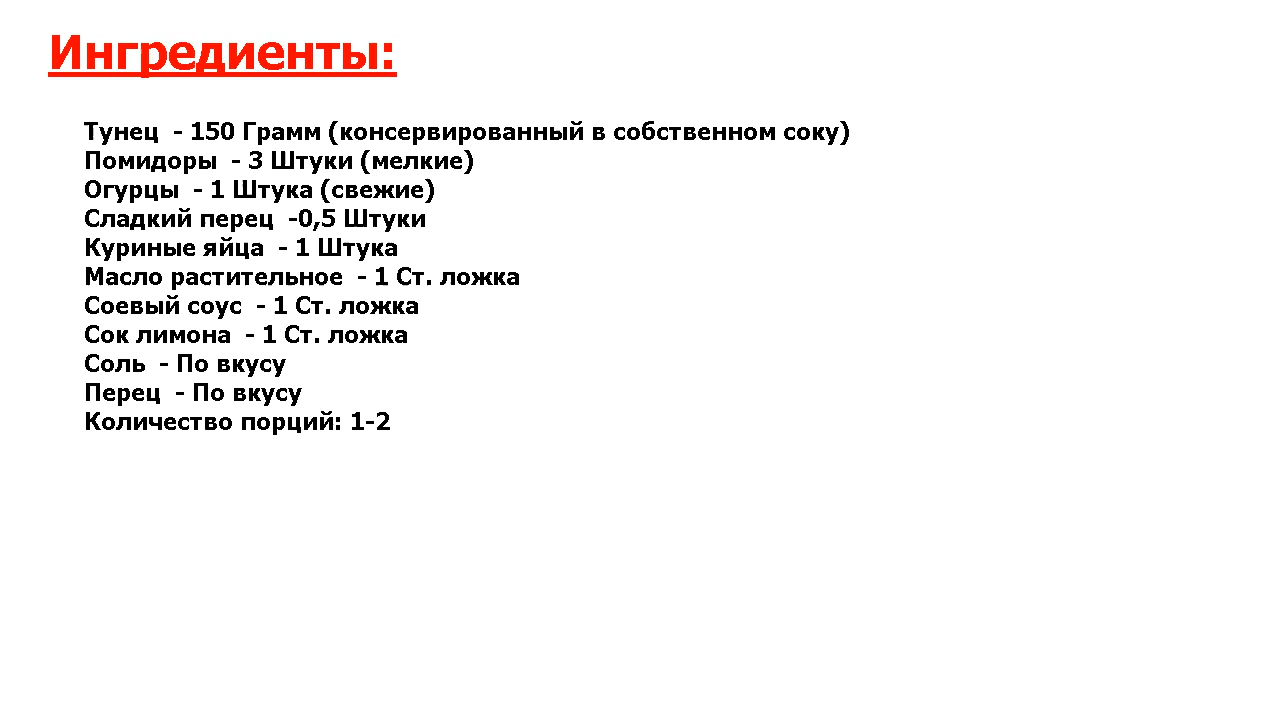 Ингредиенты:
Тунец  - 150 Грамм (консервированный в собственном соку)
Помидоры  - 3 Штуки (мелкие)
Огурцы  - 1 Штука (свежие)
Сладкий перец  -0,5 Штуки
Куриные яйца  - 1 Штука
Масло растительное  - 1 Ст. ложка
Соевый соус  - 1 Ст. ложка
Сок лимона  - 1 Ст. ложка
Соль  - По вкусу
Перец  - По вкусу
Количество порций: 1-2